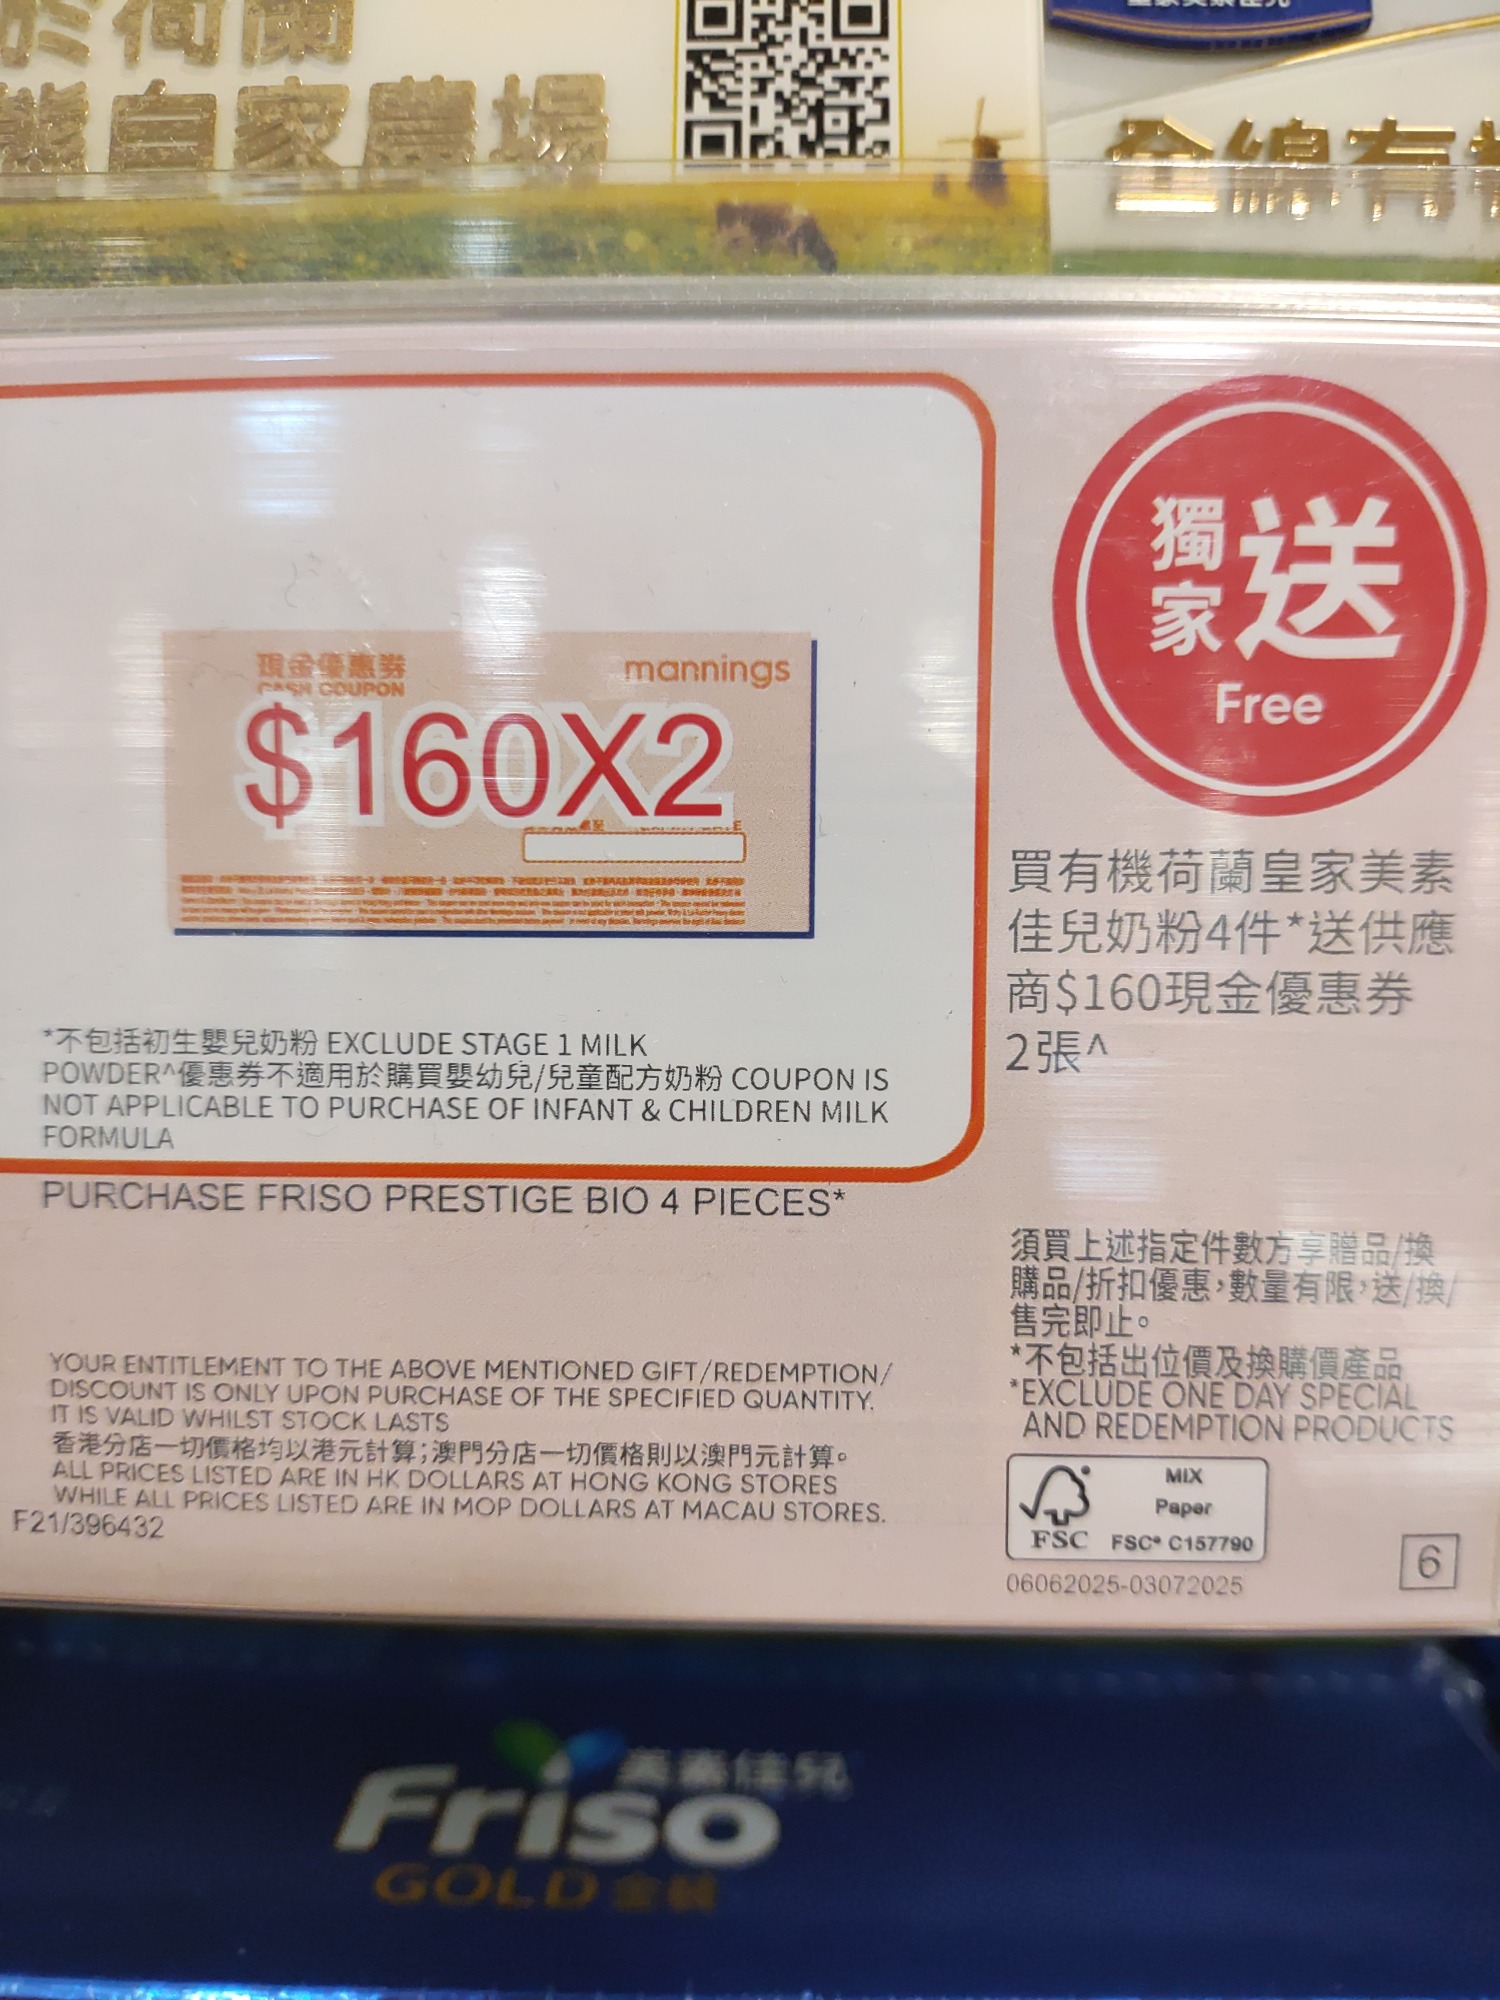 於荷蘭
皇家農場
全線有
現金優惠券
CASH COUPON
mannings
$160X2
獨家送
Free
買有機荷蘭皇家美素
佳兒奶粉4件*送供應
商$160現金優惠券
2張^
*不包括初生嬰兒奶粉 EXCLUDE STAGE 1 MILK
POWDER^優惠券不適用於購買嬰幼兒/兒童配方奶粉 COUPON IS
NOT APPLICABLE TO PURCHASE OF INFANT & CHILDREN MILK
FORMULA
PURCHASE FRISO PRESTIGE BIO 4 PIECES*
須買上述指定件數方享贈品/換
購品/折扣優惠,數量有限,送/換/
售完即止。
*不包括出位價及換購價產品
*EXCLUDE ONE DAY SPECIAL
AND REDEMPTION PRODUCTS
YOUR ENTITLEMENT TO THE ABOVE MENTIONED GIFT/REDEMPTION/
DISCOUNT IS ONLY UPON PURCHASE OF THE SPECIFIED QUANTITY.
IT IS VALID WHILST STOCK LASTS
香港分店一切價格均以港元計算;澳門分店一切價格則以澳門元計算。
ALL PRICES LISTED ARE IN HK DOLLARS AT HONG KONG STORES
WHILE ALL PRICES LISTED ARE IN MOP DOLLARS AT MACAU STORES.
F21/396432
MIX
Paper
FSC FSC® C157790
06062025-03072025
6
美素佳兒
Friso
GOLD 金裝